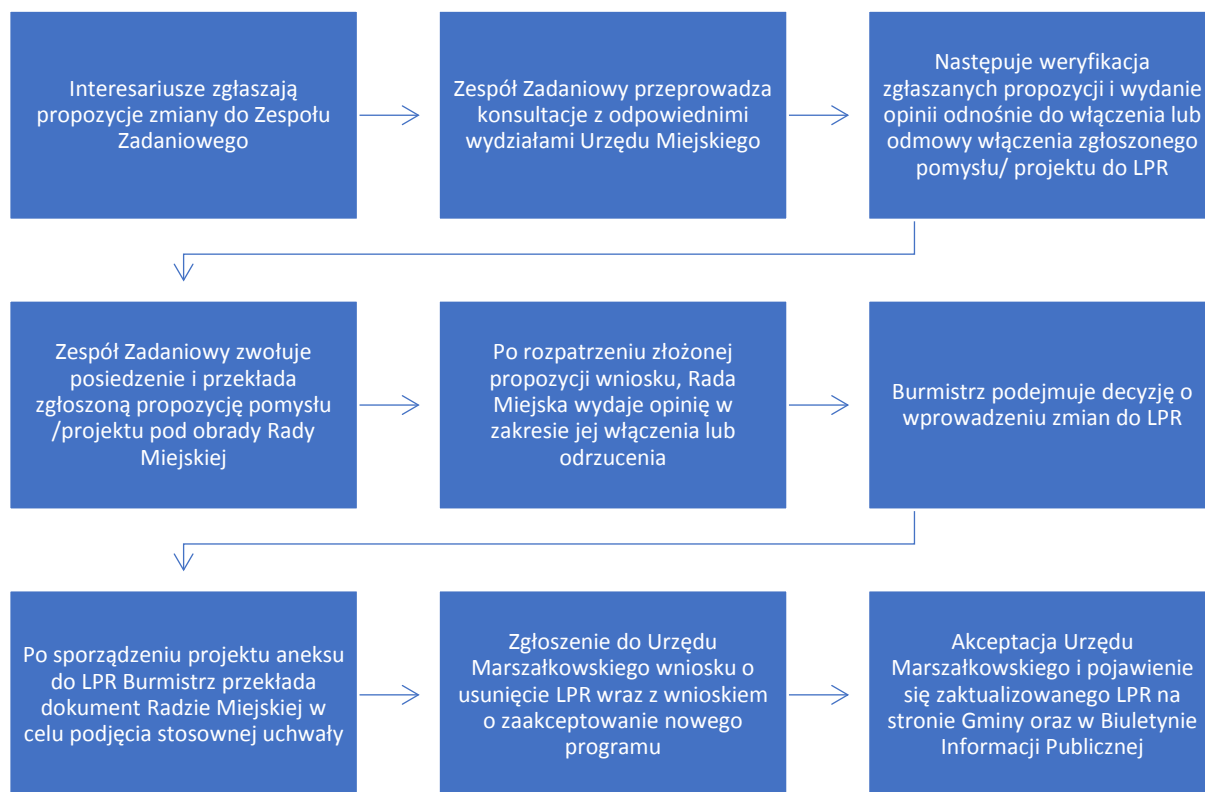 Interesariusze zgłaszają
propozycje zmiany do Zespołu
Zadaniowego
Zespół Zadaniowy przeprowadza
konsultacje z odpowiednimi
wydziałami Urzędu Miejskiego
Następuje weryfikacja
zgłaszanych propozycji i wydanie
opinii odnośnie do włączenia lub
odmowy włączenia zgłoszonego
pomysłu/ projektu do LPR
Zespół Zadaniowy zwołuje
posiedzenie i przekłada
zgłoszoną propozycję pomysłu
/projektu pod obrady Rady
Miejskiej
Po rozpatrzeniu złożonej
propozycji wniosku, Rada
Miejska wydaje opinię w
zakresie jej włączenia lub
odrzucenia
Burmistrz podejmuje decyzję o
wprowadzeniu zmian do LPR
Po sporządzeniu projektu aneksu
do LPR Burmistrz przekłada
dokument Radzie Miejskiej w
celu podjęcia stosownej uchwały
Zgłoszenie do Urzędu
Marszałkowskiego wniosku o
usunięcie LPR wraz z wnioskiem
o zaakceptowanie nowego
programu
Akceptacja Urzędu
Marszałkowskiego i pojawienie
się zaktualizowanego LPR na
stronie Gminy oraz w Biuletynie
Informacji Publicznej